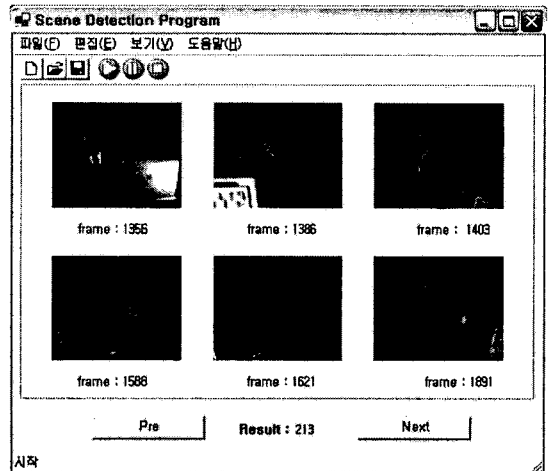 Scene Detection Program
파일(F) 편집(E) 보기(V) 도움말(H)
frame : 1356 frame : 1386 frame : 1403
frame : 1588 frame : 1621 frame : 1891
Pre Result : 213 Next
시작